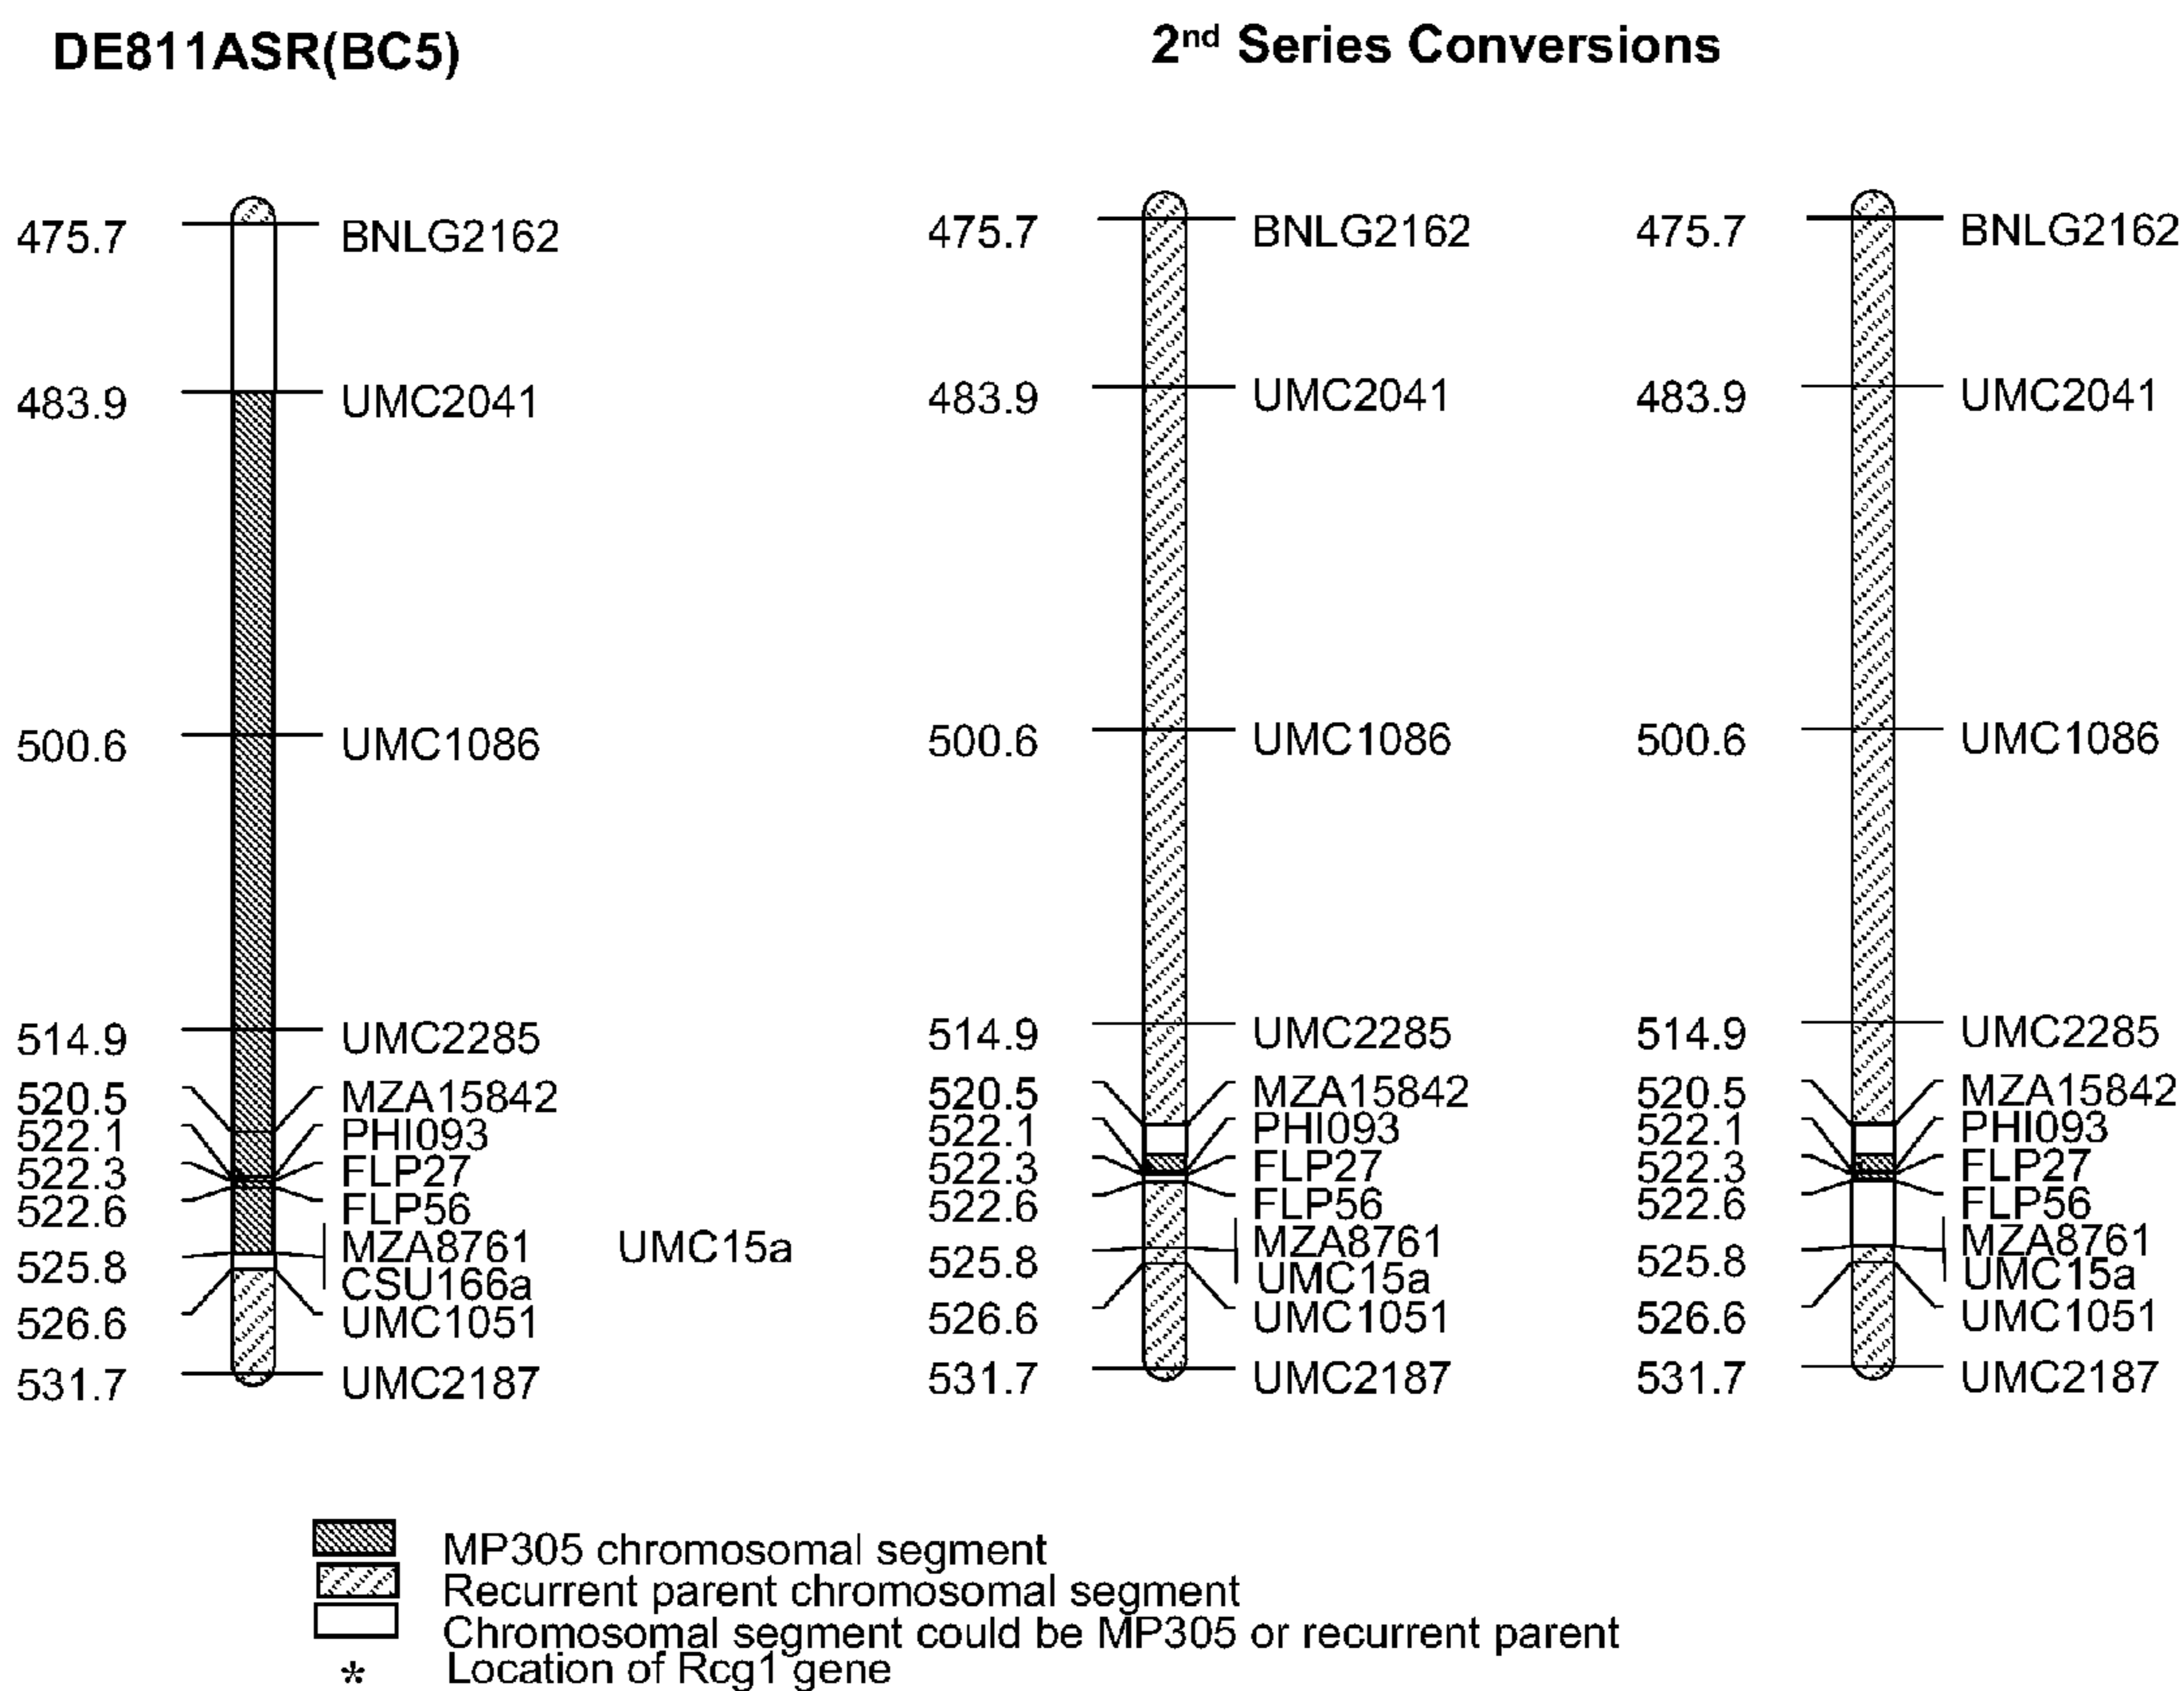 DE811ASR(BC5)
2nd Series Conversions
475.7 BNLG2162
483.9 UMC2041
500.6 UMC1086
514.9 UMC2285
520.5 MZA15842
522.1 PHI093
522.3 FLP27
522.6 FLP56
525.8 MZA8761 UMC15a
CSU166a
526.6 UMC1051
531.7 UMC2187
475.7 BNLG2162
483.9 UMC2041
500.6 UMC1086
514.9 UMC2285
520.5 MZA15842
522.1 PHI093
522.3 FLP27
522.6 FLP56
525.8 MZA8761
UMC15a
526.6 UMC1051
531.7 UMC2187
475.7 BNLG2162
483.9 UMC2041
500.6 UMC1086
514.9 UMC2285
520.5 MZA15842
522.1 PHI093
522.3 FLP27
522.6 FLP56
525.8 MZA8761
UMC15a
526.6 UMC1051
531.7 UMC2187
MP305 chromosomal segment
Recurrent parent chromosomal segment
Chromosomal segment could be MP305 or recurrent parent
* Location of Rcg1 gene